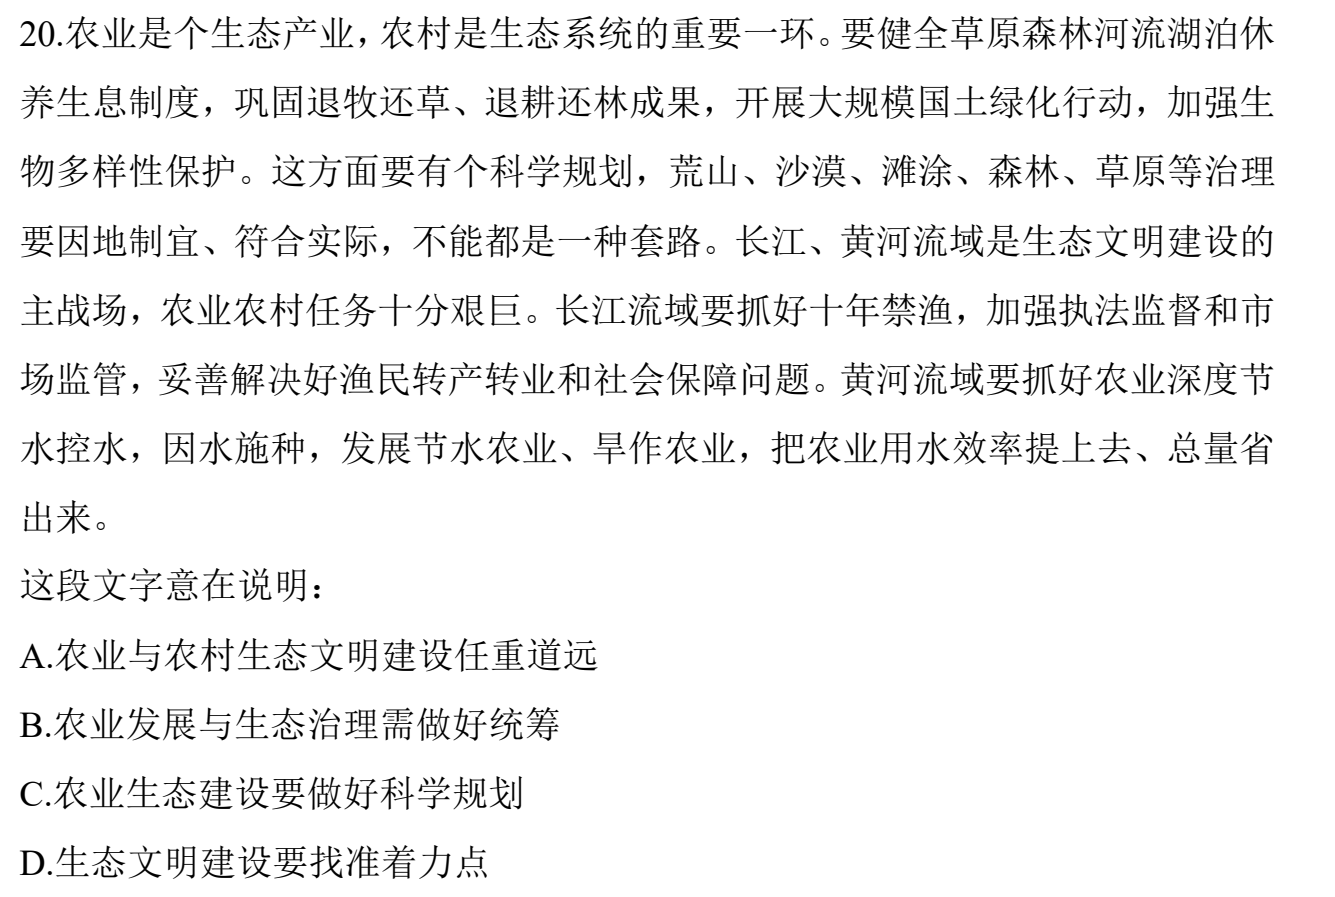 20.农业是个生态产业，农村是生态系统的重要一环。要健全草原森林河流湖泊休
养生息制度，巩固退牧还草、退耕还林成果，开展大规模国土绿化行动，加强生
物多样性保护。这方面要有个科学规划，荒山、沙漠、滩涂、森林、草原等治理
要因地制宜、符合实际，不能都是一种套路。长江、黄河流域是生态文明建设的
主战场，农业农村任务十分艰巨。长江流域要抓好十年禁渔，加强执法监督和市
场监管，妥善解决好渔民转产转业和社会保障问题。黄河流域要抓好农业深度节
水控水，因水施种，发展节水农业、旱作农业，把农业用水效率提上去、总量省
出来。
这段文字意在说明：
A.农业与农村生态文明建设任重道远
B.农业发展与生态治理需做好统筹
C.农业生态建设要做好科学规划
D.生态文明建设要找准着力点